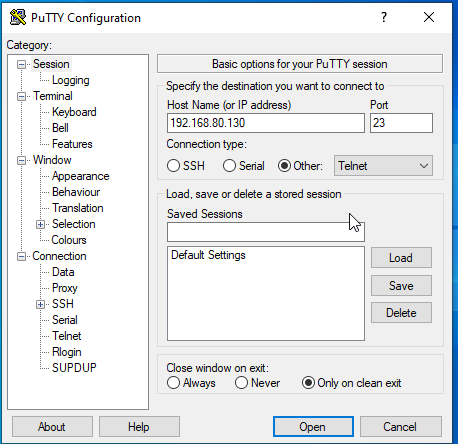 PuTTY Configuration
? ×
Category:
Session
Logging
Terminal
Keyboard
Bell
Features
Window
Appearance
Behaviour
Translation
Selection
Colours
Connection
Data
Proxy
SSH
Serial
Telnet
Rlogin
SUPDUP
Basic options for your PuTTY session
Specify the destination you want to connect to
Host Name (or IP address) Port
192.168.80.130 23
Connection type:
SSH Serial Other: Telnet
Load, save or delete a stored session
Saved Sessions
Default Settings
Load
Save
Delete
Close window on exit:
Always Never Only on clean exit
About Help Open Cancel